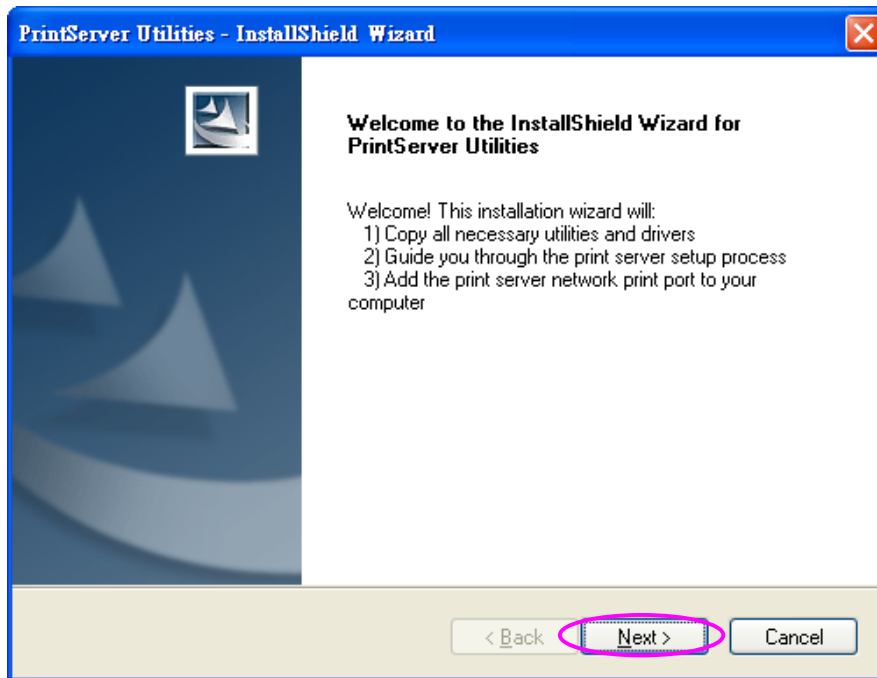 PrintServer Utilities - InstallShield Wizard
Welcome to the InstallShield Wizard for
PrintServer Utilities
Welcome! This installation wizard will:
1) Copy all necessary utilities and drivers
2) Guide you through the print server setup process
3) Add the print server network print port to your
computer
< Back
Next >
Cancel